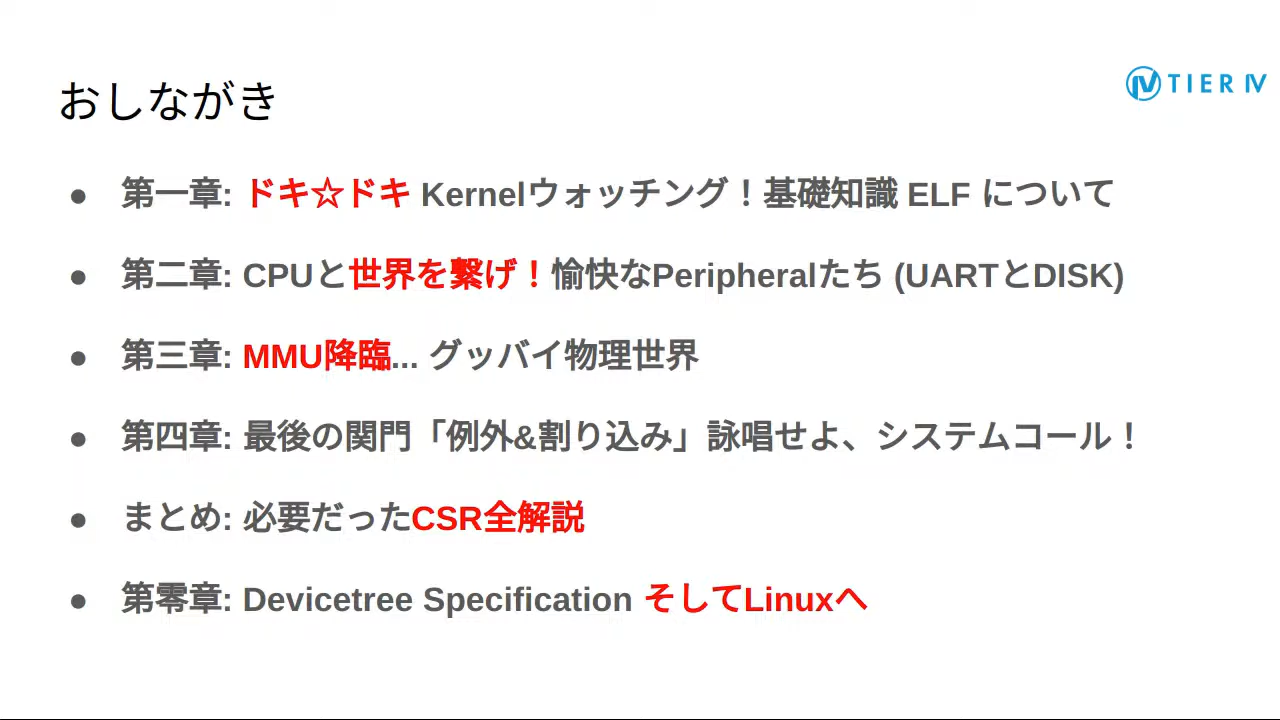 おしながき
TIER IV
● 第一章: ドキ☆ドキ Kernelウォッチング！基礎知識 ELF について
● 第二章: CPUと世界を繋げ！愉快なPeripheralたち (UARTとDISK)
● 第三章: MMU降臨... グッバイ物理世界
● 第四章: 最後の関門「例外&割り込み」詠唱せよ、システムコール！
● まとめ: 必要だったCSR全解説
● 第零章: Devicetree Specification そしてLinuxへ